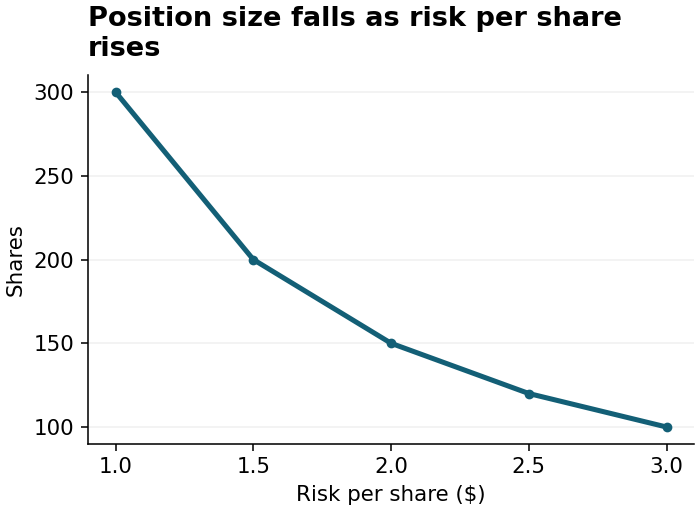 Position size falls as risk per share
rises
300
250
200
150
100
Shares
1.0 1.5 2.0 2.5 3.0
Risk per share ($)